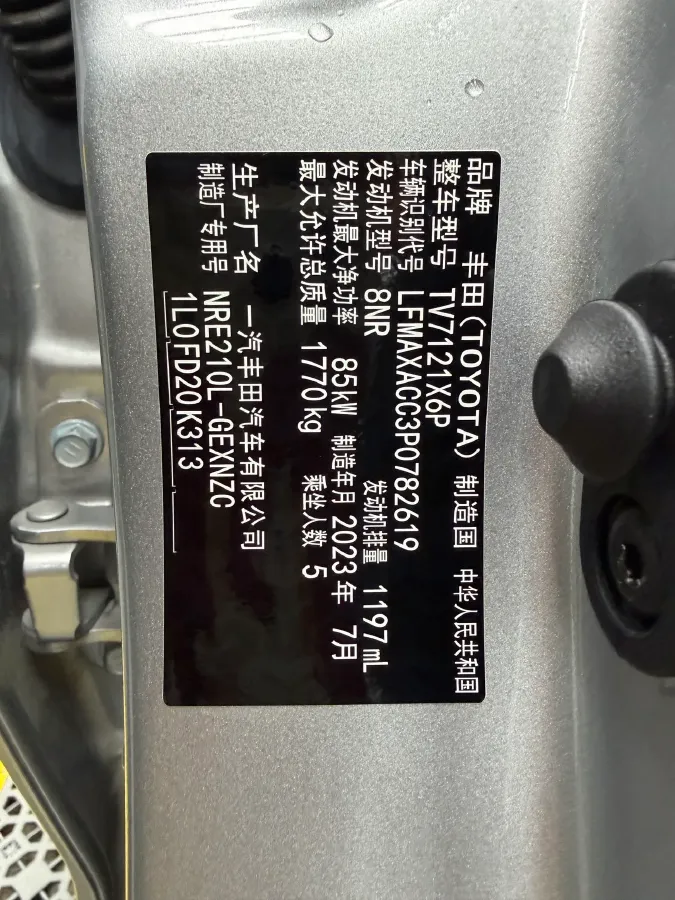 品牌 丰田(TOYOTA) 制造国 中华人民共和国
整车型号 TV7121X6P
车辆识别代号 LFMAXACC3P0782619
发动机型号 8NR 发动机排量 1197mL
发动机最大净功率 85kW 制造年月 2023年 7月
最大允许总质量 1770kg 乘坐人数 5
生产厂名 一汽丰田汽车有限公司
制造厂专用号 NRE210L-GEXNZC
1L0FD20K313